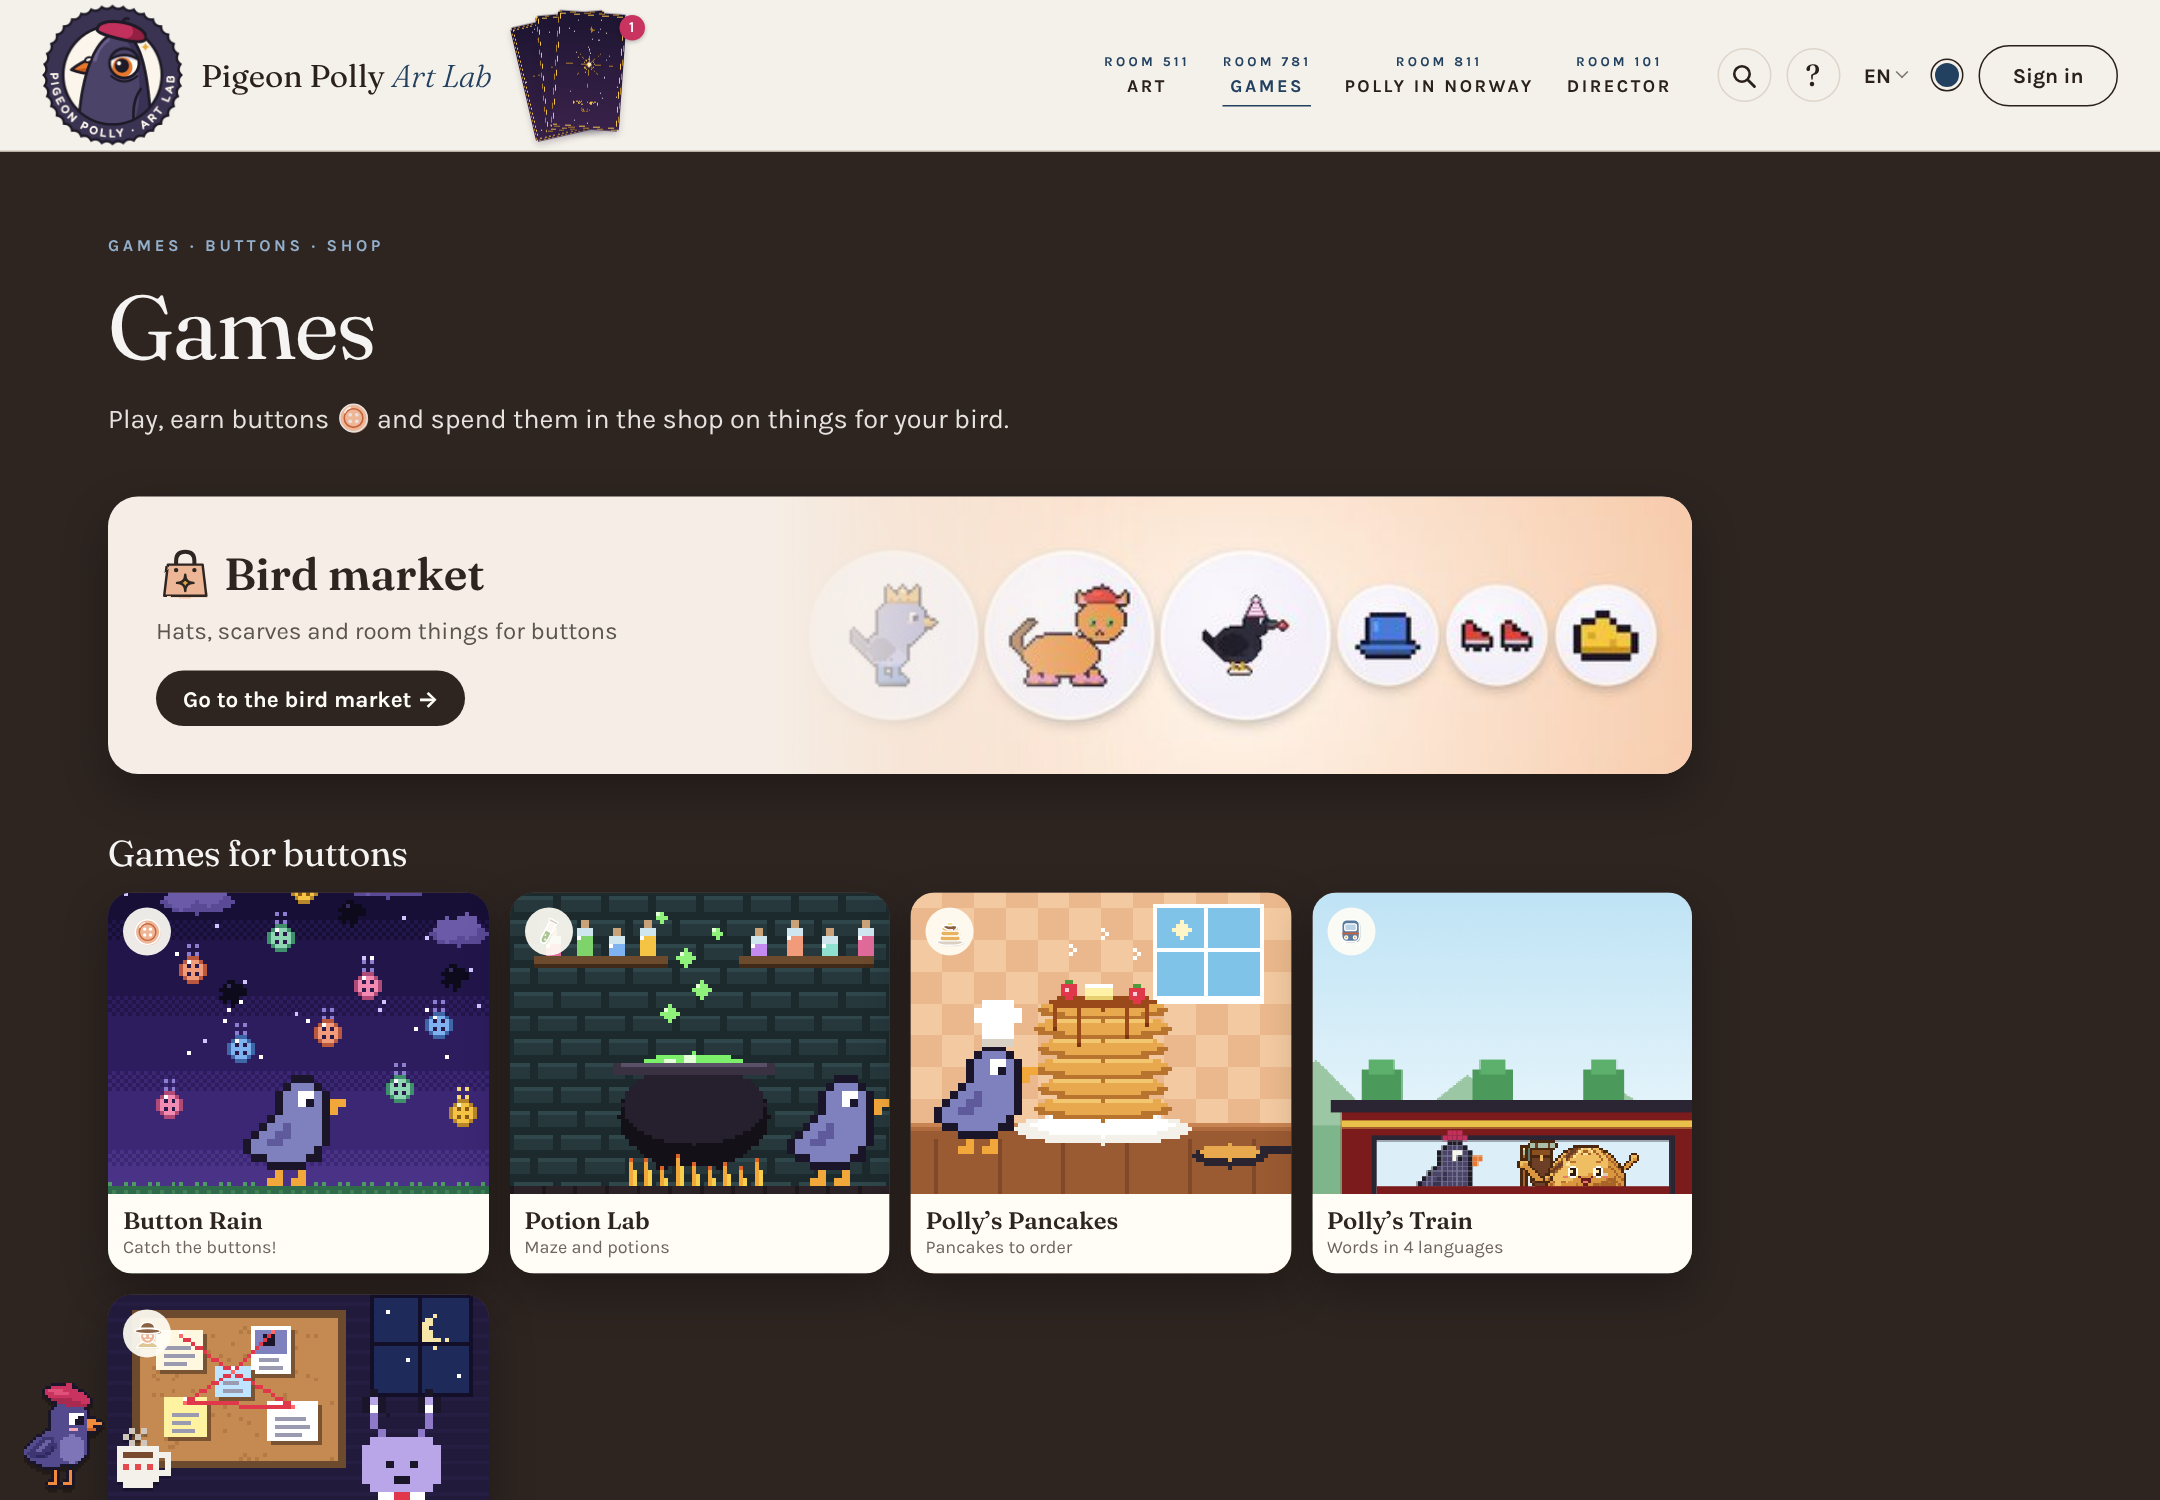 PIGEON POLLY · ART LAB
Pigeon Polly Art Lab
1
ROOM 511
ART
ROOM 781
GAMES
ROOM 811
POLLY IN NORWAY
ROOM 101
DIRECTOR
?
EN
Sign in
GAMES · BUTTONS · SHOP
Games
Play, earn buttons and spend them in the shop on things for your bird.
Bird market
Hats, scarves and room things for buttons
Go to the bird market →
Games for buttons
Button Rain
Catch the buttons!
Potion Lab
Maze and potions
Polly’s Pancakes
Pancakes to order
Polly’s Train
Words in 4 languages